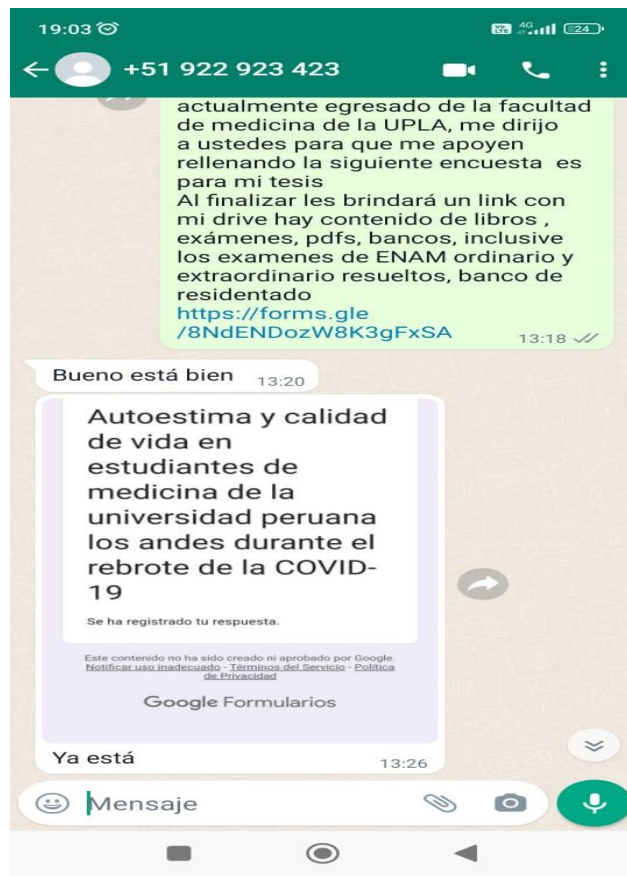 19:03
4G
24
+51 922 923 423
actualmente egresado de la facultad
de medicina de la UPLA, me dirijo
a ustedes para que me apoyen
rellenando la siguiente encuesta es
para mi tesis
Al finalizar les brindará un link con
mi drive hay contenido de libros ,
exámenes, pdfs, bancos, inclusive
los examenes de ENAM ordinario y
extraordinario resueltos, banco de
residentado
https://forms.gle
/8NdENDozW8K3gFxSA
13:18
Bueno está bien 13:20
Autoestima y calidad
de vida en
estudiantes de
medicina de la
universidad peruana
los andes durante el
rebrote de la COVID-
19
Se ha registrado tu respuesta.
Este contenido no ha sido creado ni aprobado por Google.
Notificar uso inadecuado - Términos del Servicio - Política
de Privacidad
Google Formularios
Ya está 13:26
Mensaje